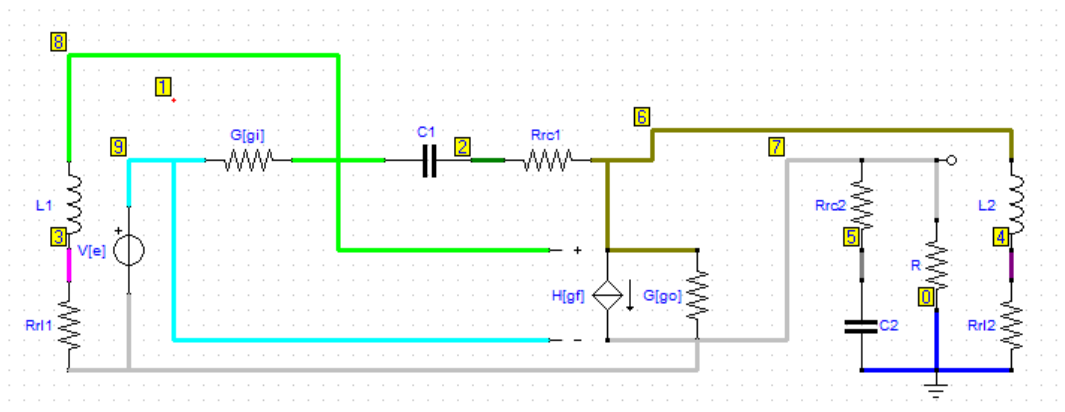 8
1
6
9
G[gi]
C1
2
Rrc1
7
L1
3
V[e]
+
Rrc2
5
L2
4
+
R
H[gf]
G[go]
0
Rrl1
−
C2
Rrl2